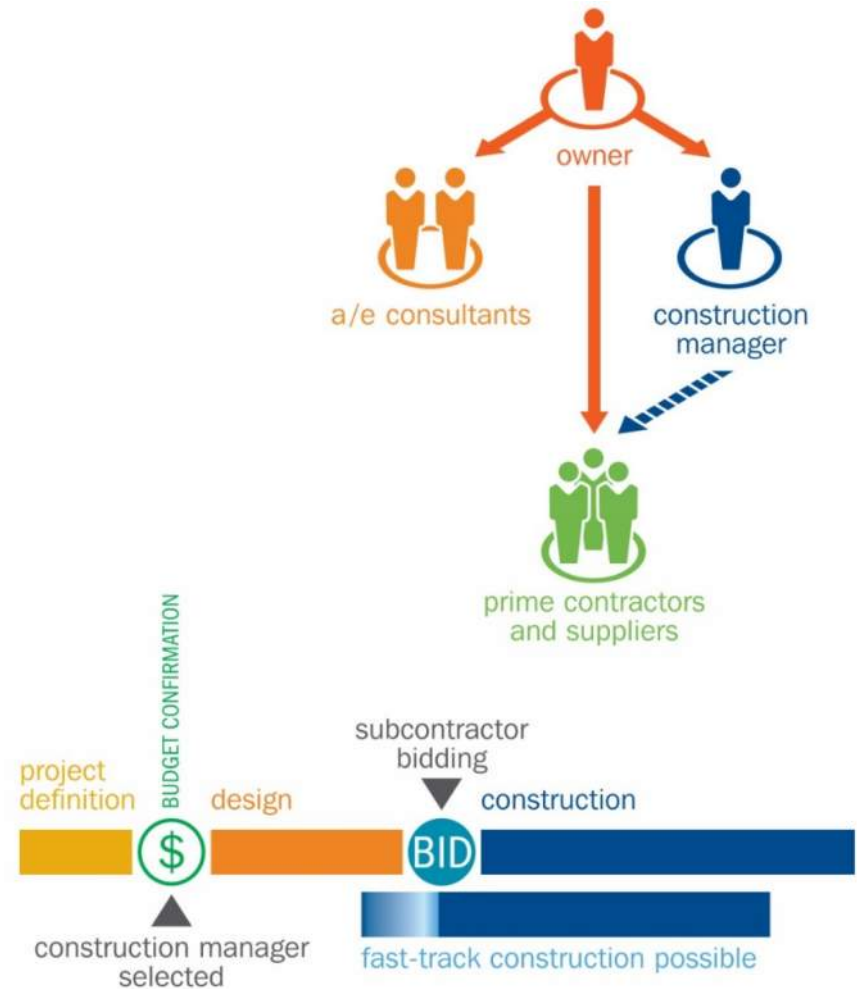 owner
a/e consultants
construction
manager
prime contractors
and suppliers
BUDGET CONFIRMATION
subcontractor
bidding
project
definition
design
construction
$
BID
construction manager
selected
fast-track construction possible